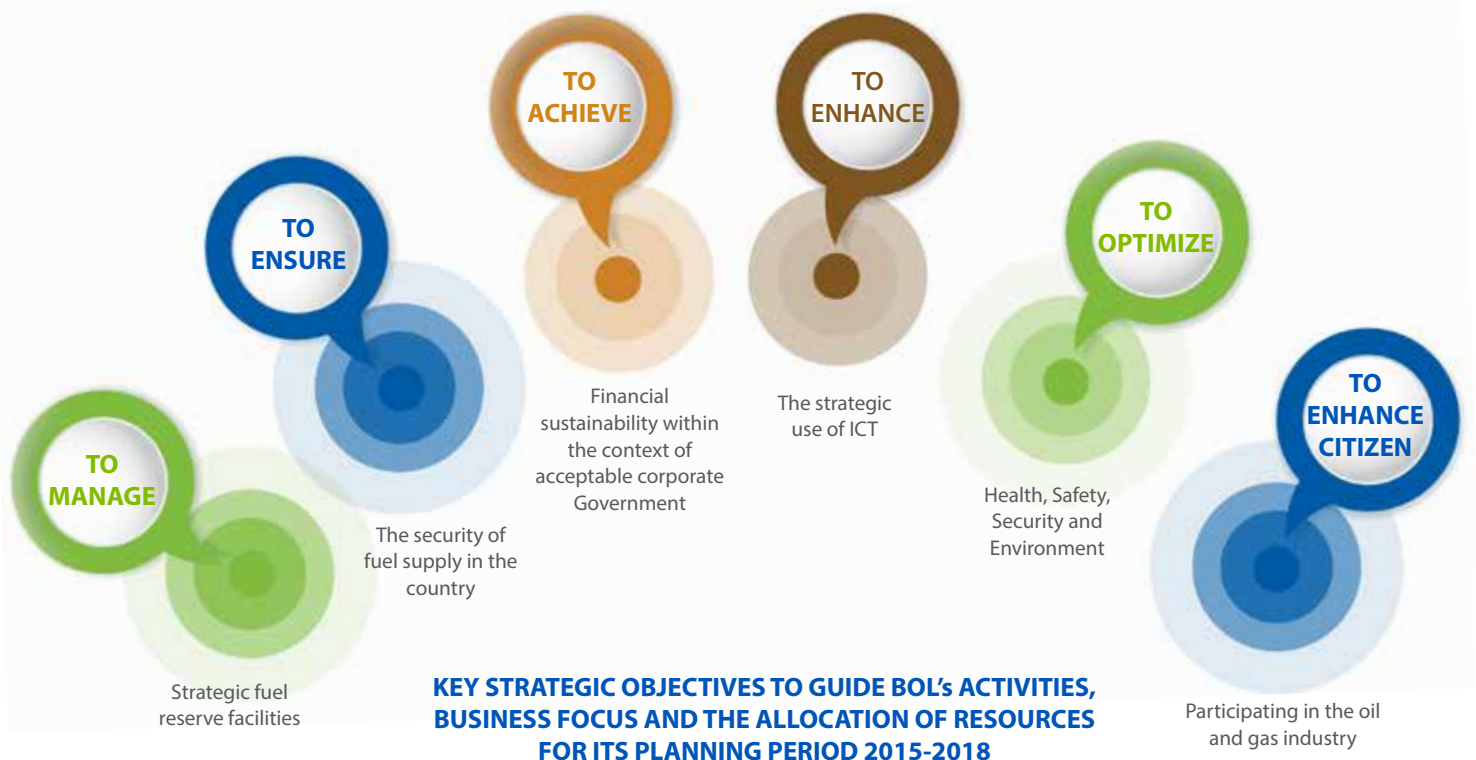 TO
MANAGE
Strategic fuel
reserve facilities
TO
ENSURE
The security of
fuel supply in the
country
TO
ACHIEVE
Financial
sustainability within
the context of
acceptable corporate
Government
TO
ENHANCE
The strategic
use of ICT
TO
OPTIMIZE
Health, Safety,
Security and
Environment
TO
ENHANCE
CITIZEN
Participating in the oil
and gas industry
KEY STRATEGIC OBJECTIVES TO GUIDE BOL's ACTIVITIES,
BUSINESS FOCUS AND THE ALLOCATION OF RESOURCES
FOR ITS PLANNING PERIOD 2015-2018